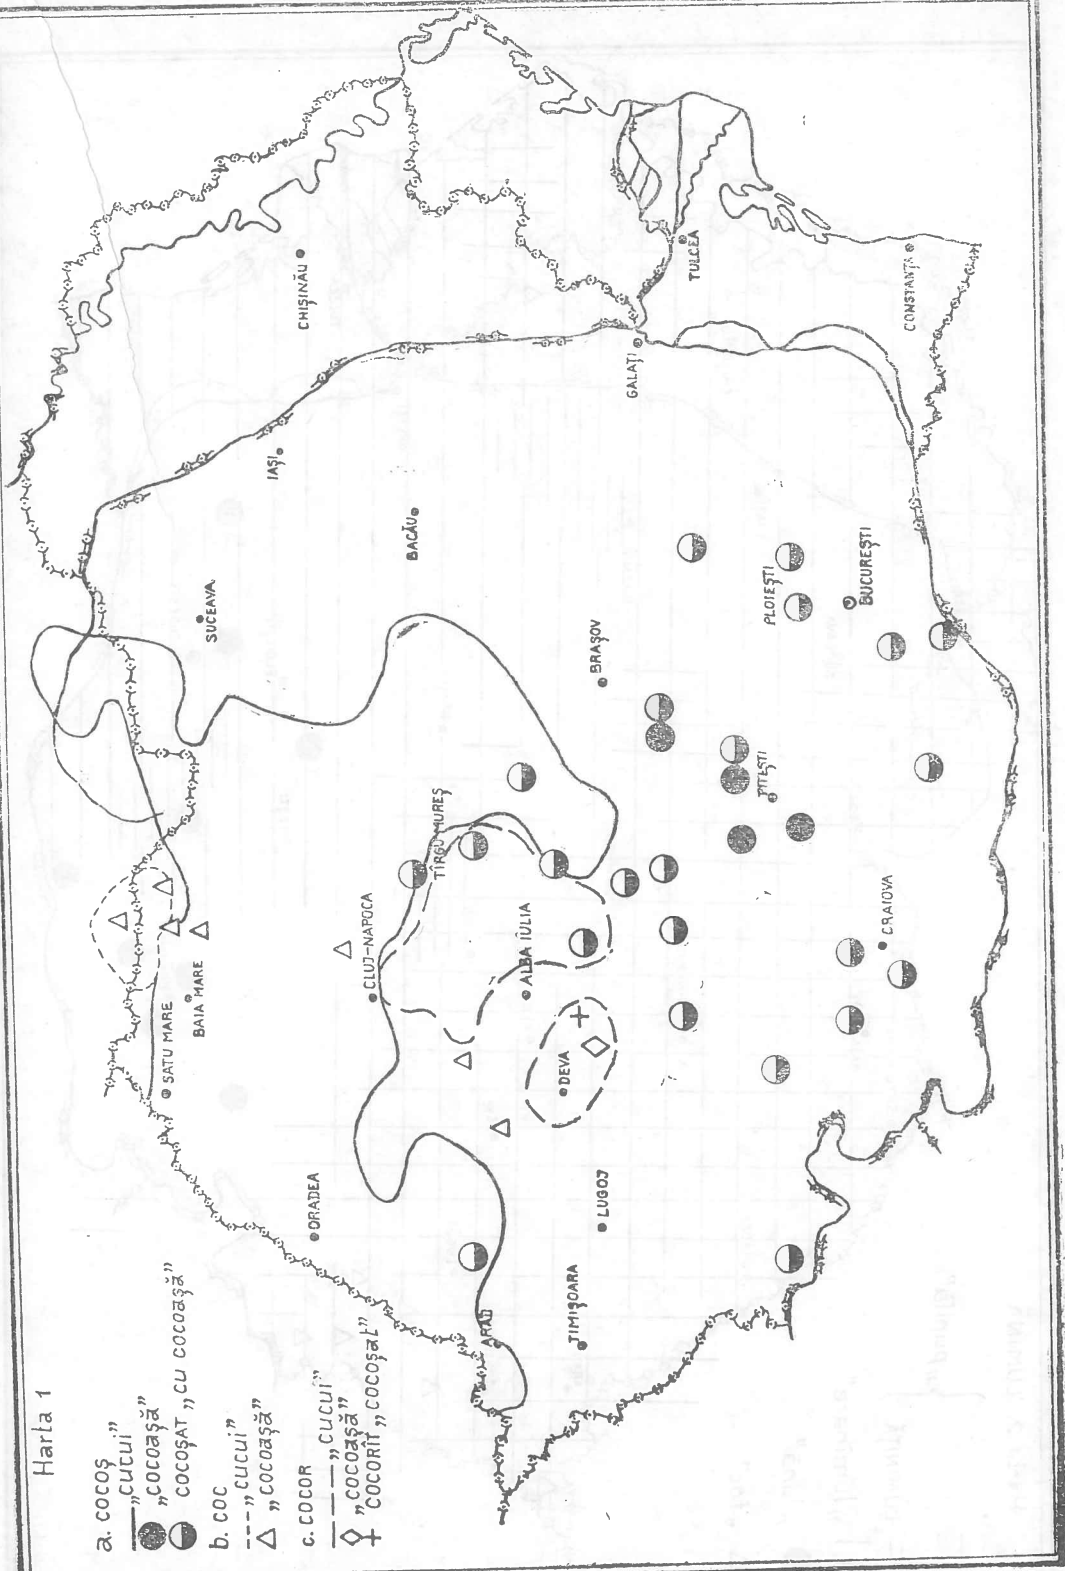 Harta 1
a. COCOȘ
„cucui”
„cocoașă”
COCOȘAT „CU COCOAȘĂ”
b. COC
„cucui”
„cocoașă”
c. COCOR
„cucui”
„cocoașă”
COCORÎT „cocoșat”
SATU MARE
BAIA MARE
SUCEAVA
IAȘI
CHIȘINĂU
ORADEA
CLUJ-NAPOCA
TÎRGU MUREȘ
BACĂU
ARAD
ALBA IULIA
DEVA
TIMIȘOARA
LUGOJ
BRAȘOV
GALAȚI
TULCEA
PITEȘTI
PLOIEȘTI
CRAIOVA
BUCUREȘTI
CONSTANȚA